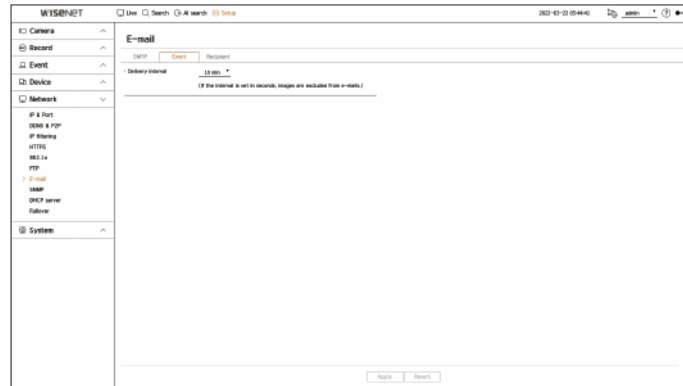 WISENET
Live Search AI search Setup
2022-03-22 05:44:41 admin
Camera
Record
Event
Device
Network
IP & Port
DDNS & P2P
IP filtering
HTTPS
802.1x
FTP
E-mail
SNMP
DHCP server
Failover
System
E-mail
SMTP Event Recipient
Delivery interval 10 min
(If the interval is set in seconds, images are excluded from e-mails.)
Apply Revert